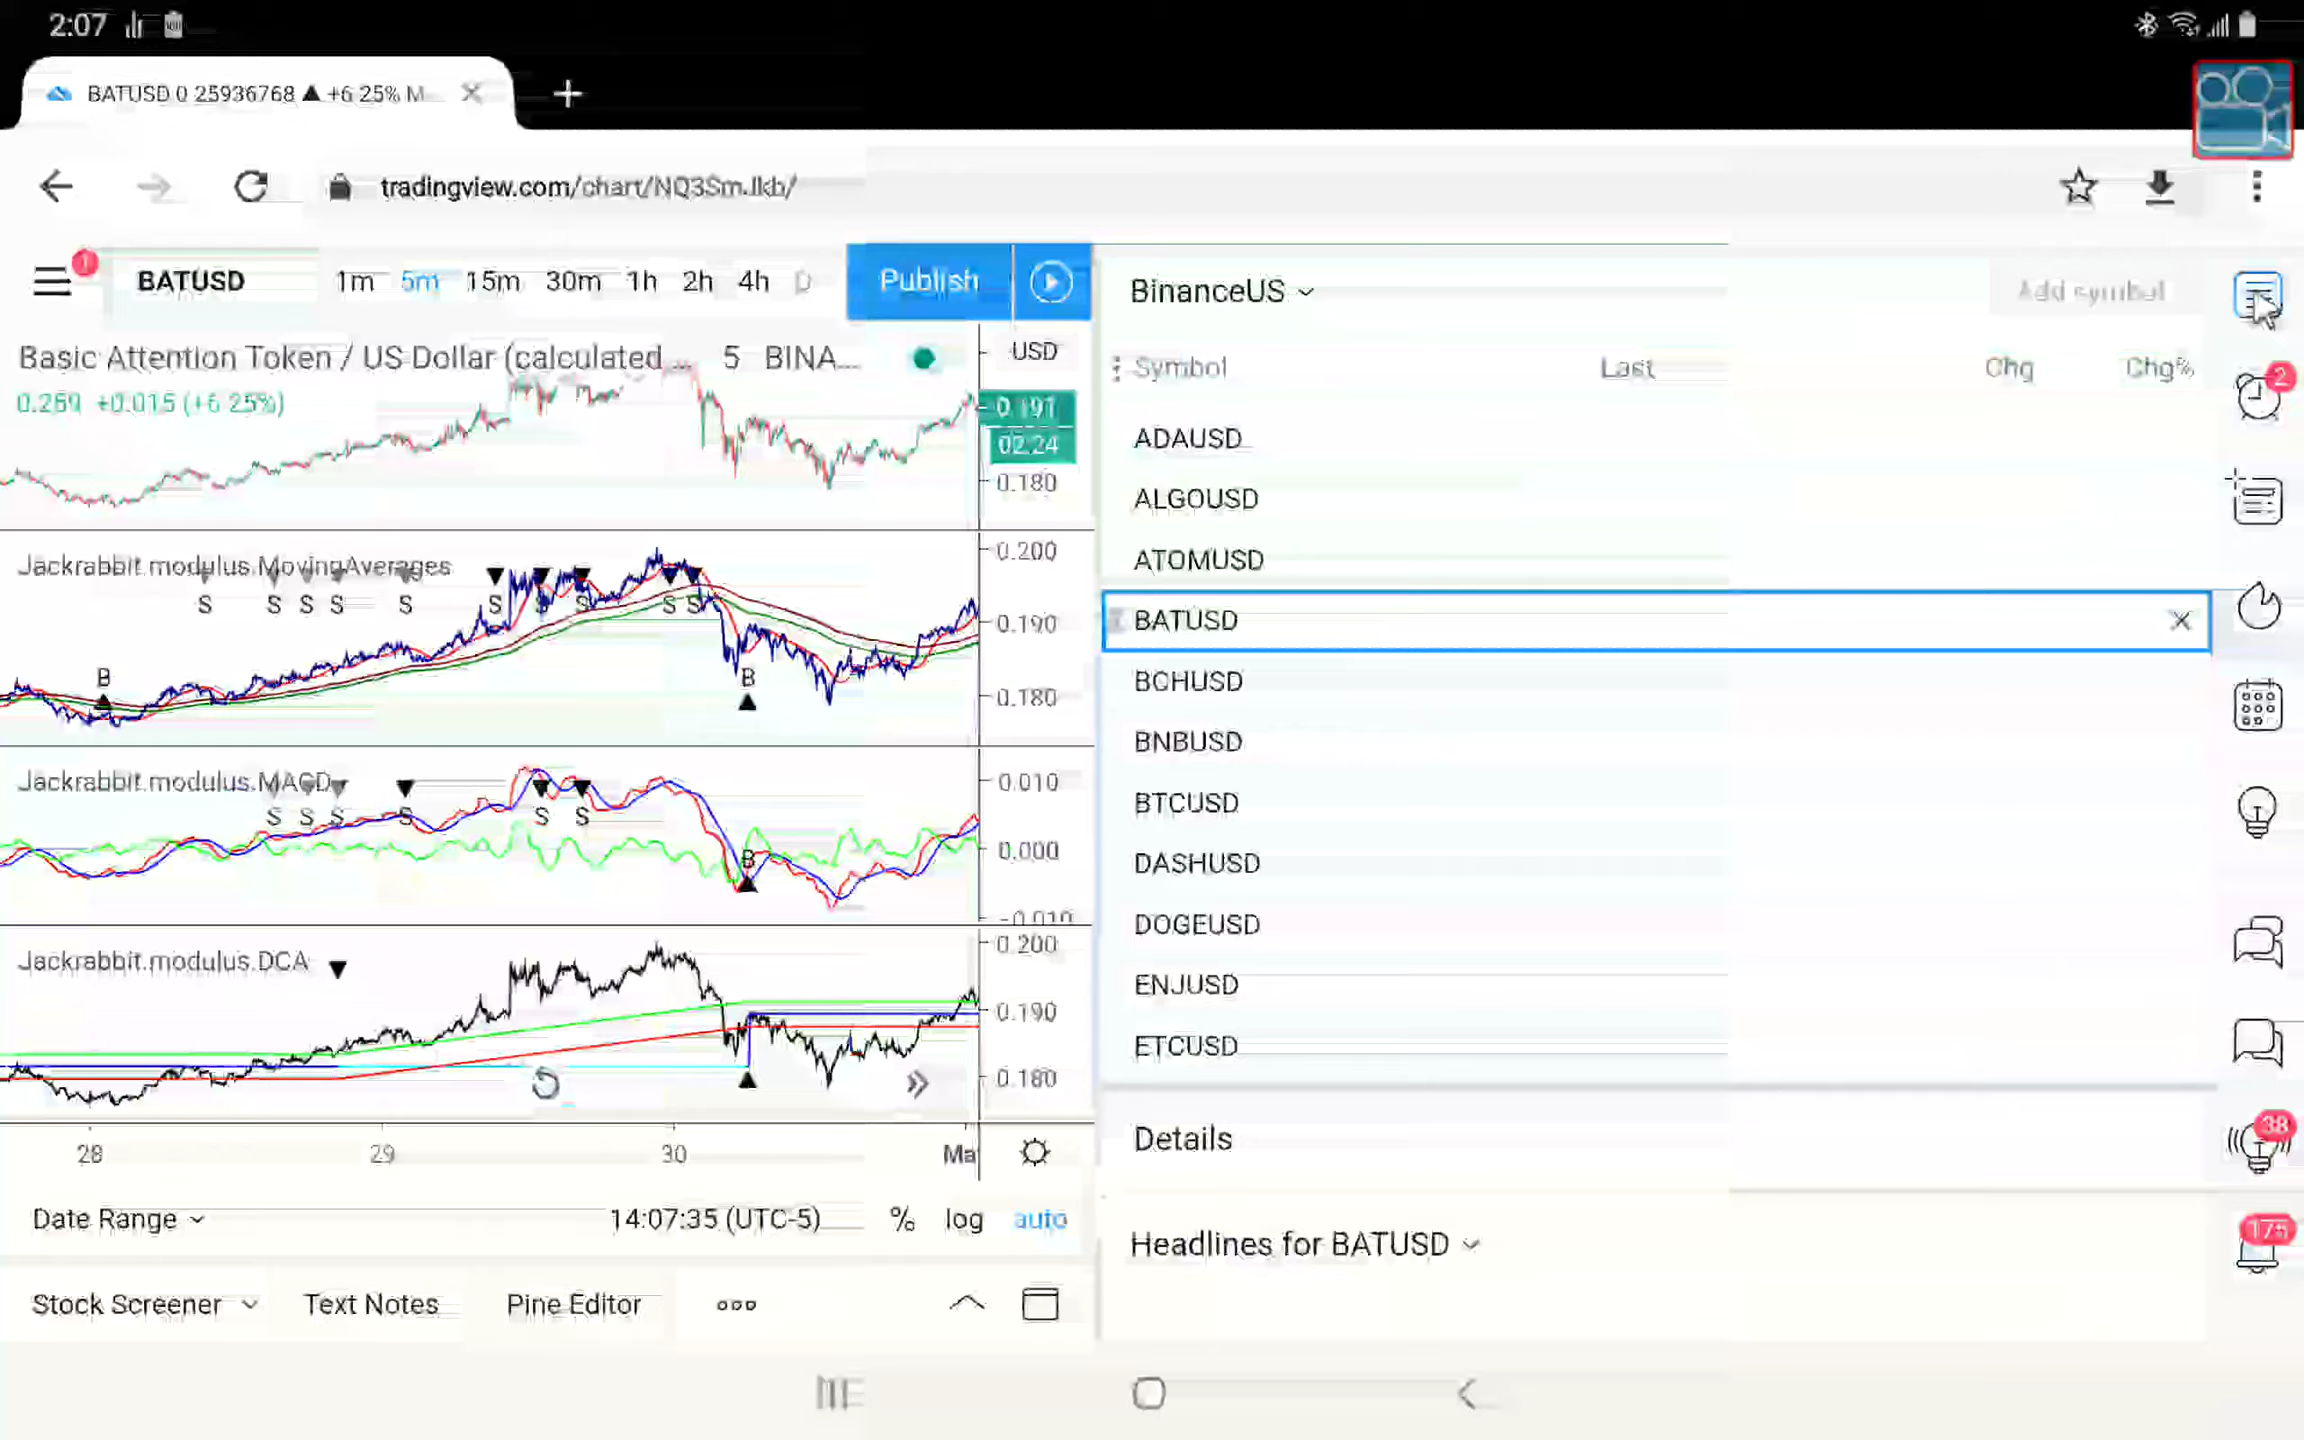 2:07
BATUSD 0 25936768 ▲ +6 25% M
tradingview.com/chart/NQ3Sm.lkb/
1
BATUSD 1m 5m 15m 30m 1h 2h 4h D Publish
Basic Attention Token / US Dollar (calculated ... 5 BINA... USD
0.259 +0.015 (+6 25%)
0.191
02.24
0.180
Jackrabbit.modulus.MovingAverages
S S S S S S S S S S
B B
0.200
0.190
0.180
Jackrabbit.modulus.MACD
S S S S S S
B
0.010
0.000
-0.010
Jackrabbit.modulus.DCA
0.200
0.190
0.180
28 29 30 Ma
Date Range 14:07:35 (UTC-5) % log auto
Stock Screener Text Notes Pine Editor
BinanceUS Add symbol
Symbol Last Chg Chg%
ADAUSD
ALGOUSD
ATOMUSD
BATUSD
BCHUSD
BNBUSD
BTCUSD
DASHUSD
DOGEUSD
ENJUSD
ETCUSD
Details
Headlines for BATUSD
2
38
175